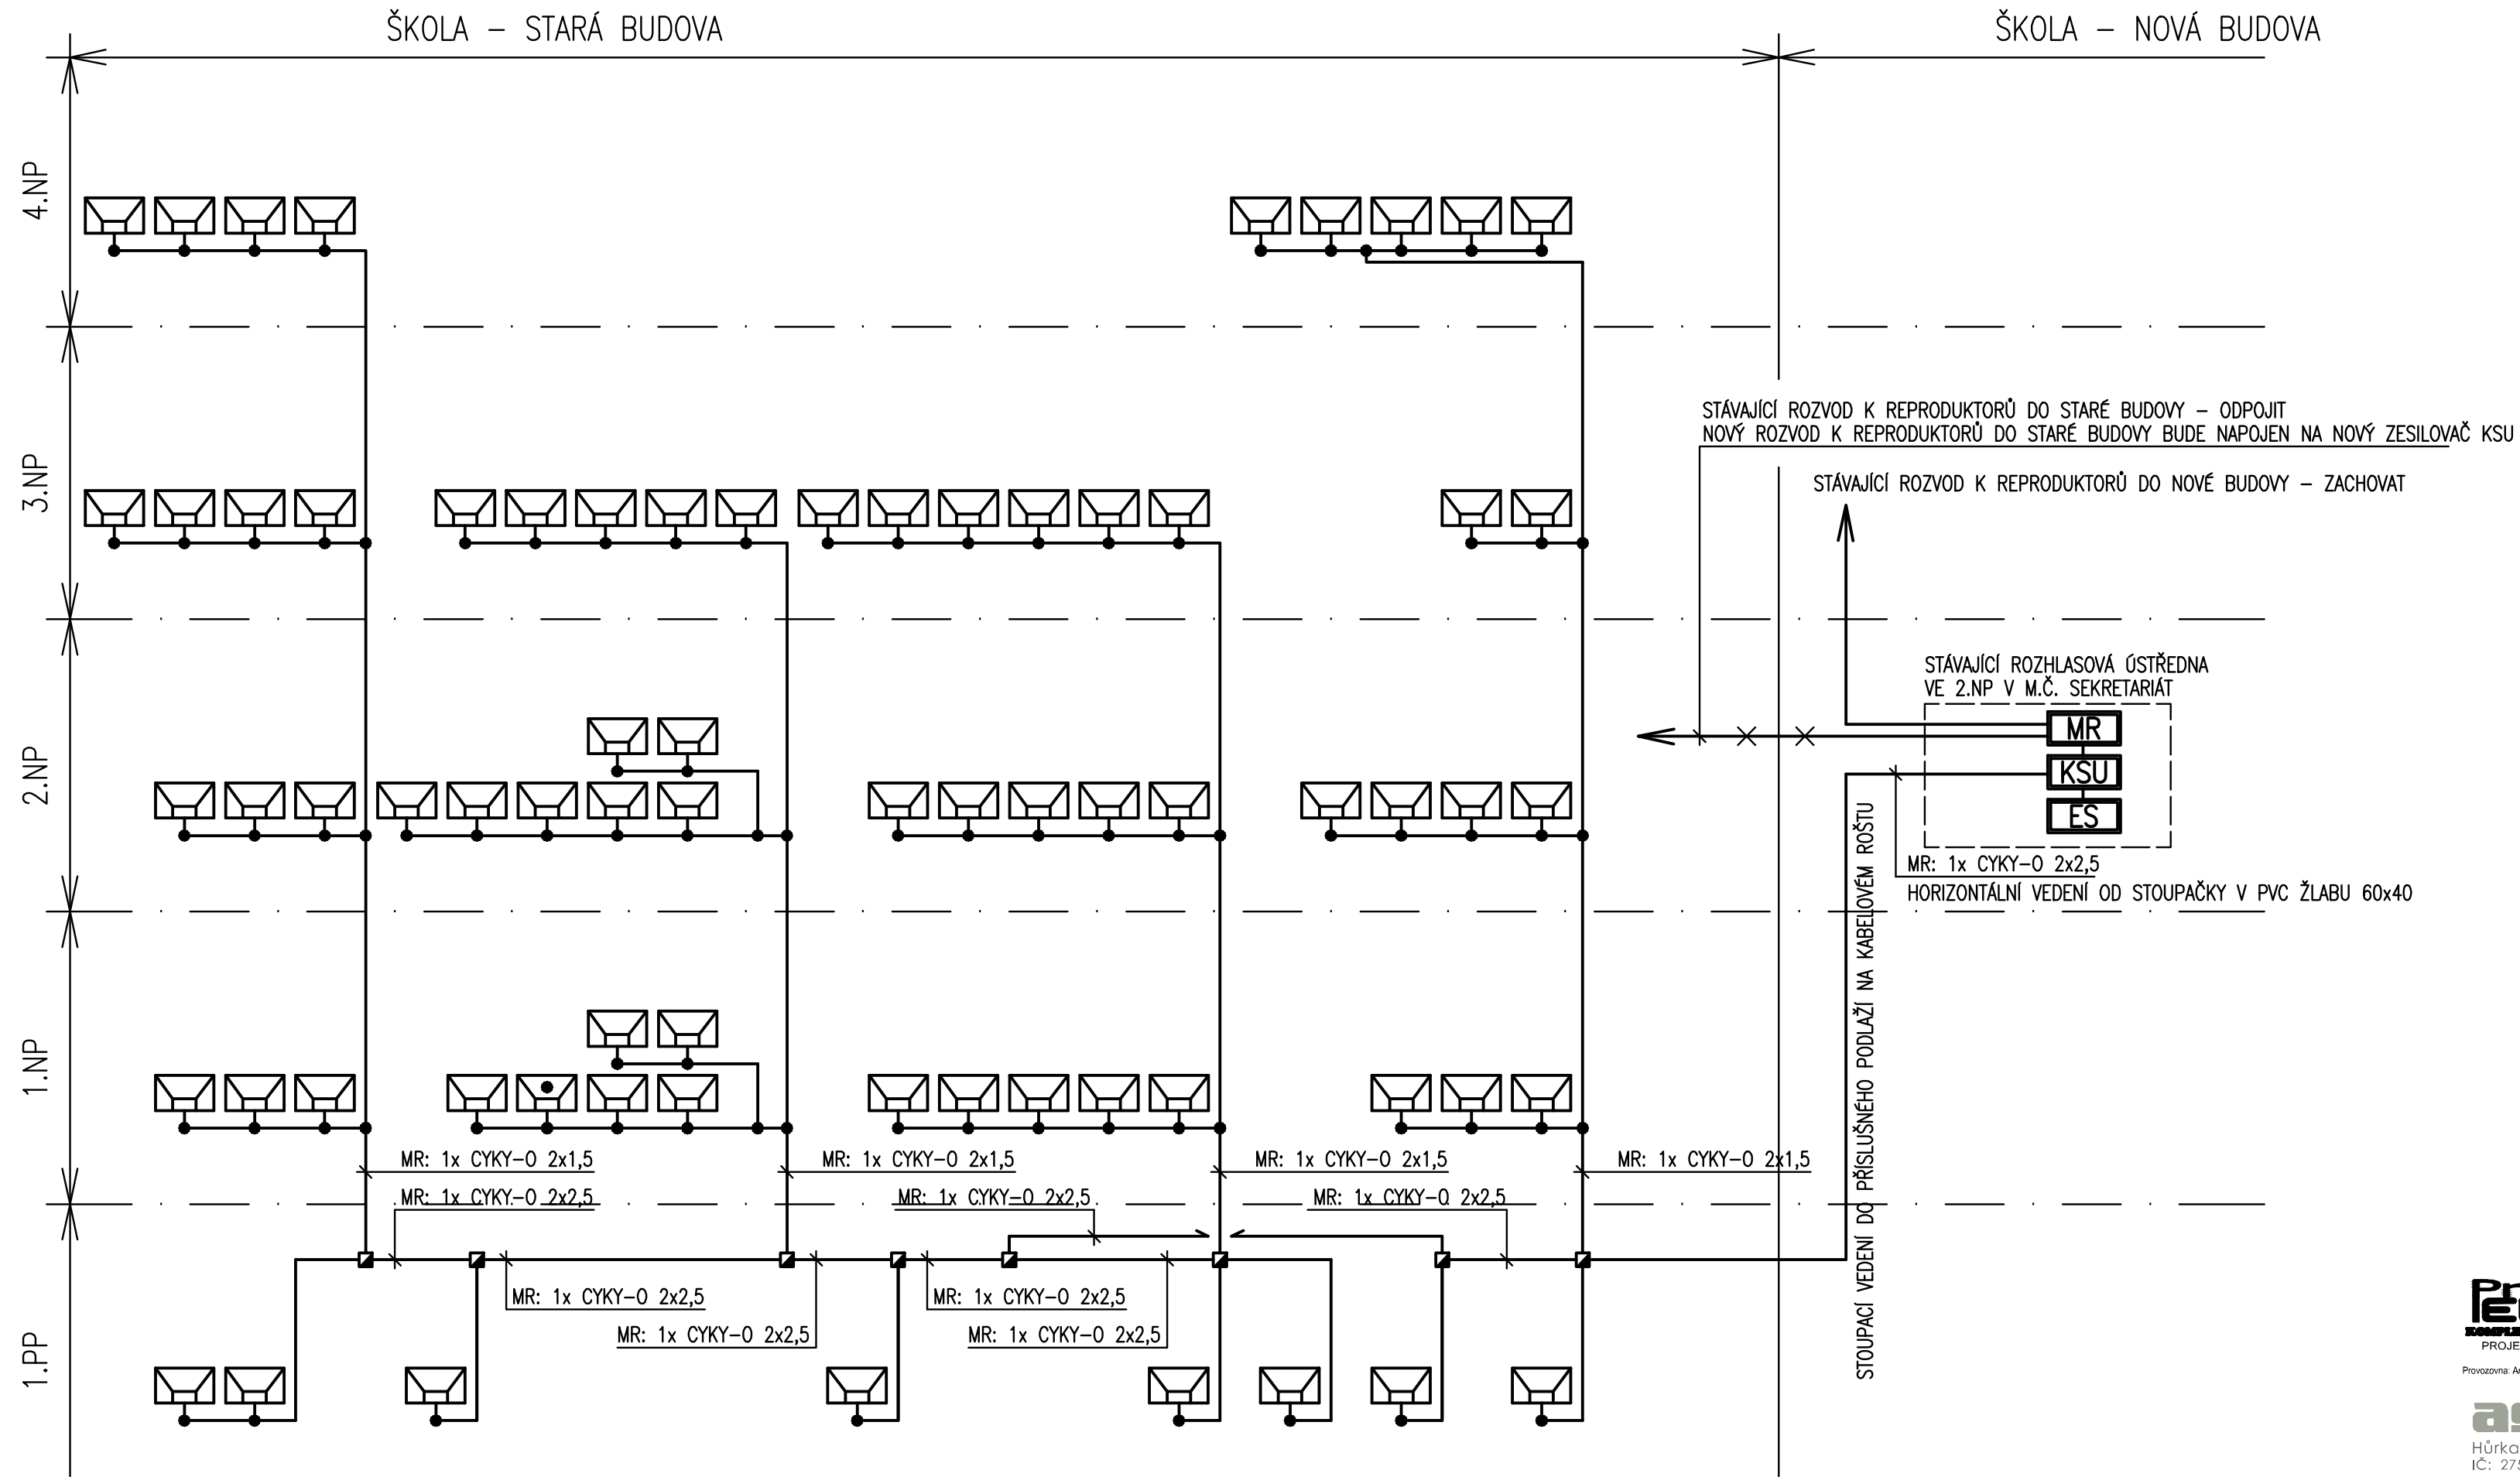 ŠKOLA – STARÁ BUDOVA
ŠKOLA – NOVÁ BUDOVA
4.NP
3.NP
STÁVAJÍCÍ ROZVOD K REPRODUKTORŮ DO STARÉ BUDOVY – ODPOJIT
NOVÝ ROZVOD K REPRODUKTORŮ DO STARÉ BUDOVY BUDE NAPOJEN NA NOVÝ ZESILOVAČ KSU
STÁVAJÍCÍ ROZVOD K REPRODUKTORŮ DO NOVÉ BUDOVY – ZACHOVAT
2.NP
STÁVAJÍCÍ ROZHLASOVÁ ÚSTŘEDNA
VE 2.NP V M.Č. SEKRETARIÁT
MR
KSU
ES
MR: 1x CYKY–O 2x2,5
HORIZONTÁLNÍ VEDENÍ OD STOUPAČKY V PVC ŽLABU 60x40
STOUPACÍ VEDENÍ DO PŘÍSLUŠNÉHO PODLAŽÍ NA KABELOVÉM ROŠTU
1.NP
MR: 1x CYKY–O 2x1,5
MR: 1x CYKY–O 2x1,5
MR: 1x CYKY–O 2x1,5
MR: 1x CYKY–O 2x1,5
MR: 1x CYKY–O 2x2,5
MR: 1x CYKY–O 2x2,5
MR: 1x CYKY–O 2x2,5
MR: 1x CYKY–O 2x2,5
MR: 1x CYKY–O 2x2,5
MR: 1x CYKY–O 2x2,5
MR: 1x CYKY–O 2x2,5
1.PP
PROJE
Provozovna: A
Hůrka
IČ: 27